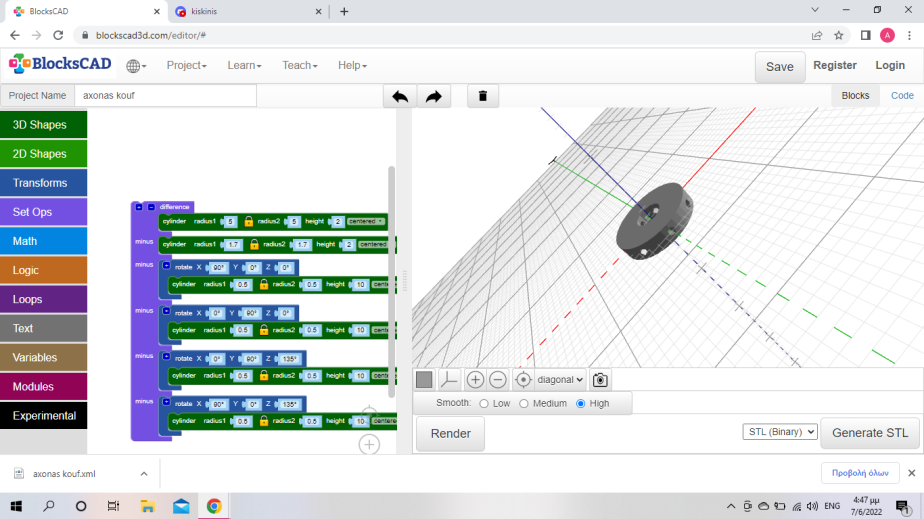 BlocksCAD
kiskinis
blockscad3d.com/editor/#
A
BlocksCAD
Project
Learn
Teach
Help
Save
Register
Login
Project Name
axonas kouf
Blocks
Code
3D Shapes
2D Shapes
Transforms
Set Ops
Math
Logic
Loops
Text
Variables
Modules
Experimental
difference
cylinder radius1 5 radius2 5 height 2 centered
minus cylinder radius1 1.7 radius2 1.7 height 2 centered
minus rotate X 90° Y 0° Z 0°
cylinder radius1 0.5 radius2 0.5 height 10
minus rotate X 0° Y 90° Z 0°
cylinder radius1 0.5 radius2 0.5 height 10
minus rotate X 0° Y 90° Z 135°
cylinder radius1 0.5 radius2 0.5 height 10
minus rotate X 90° Y 0° Z 135°
cylinder radius1 0.5 radius2 0.5 height 10
diagonal
Smooth: Low Medium High
Render
STL (Binary)
Generate STL
axonas kouf.xml
Προβολή όλων
ENG
4:47 μμ
7/6/2022
1